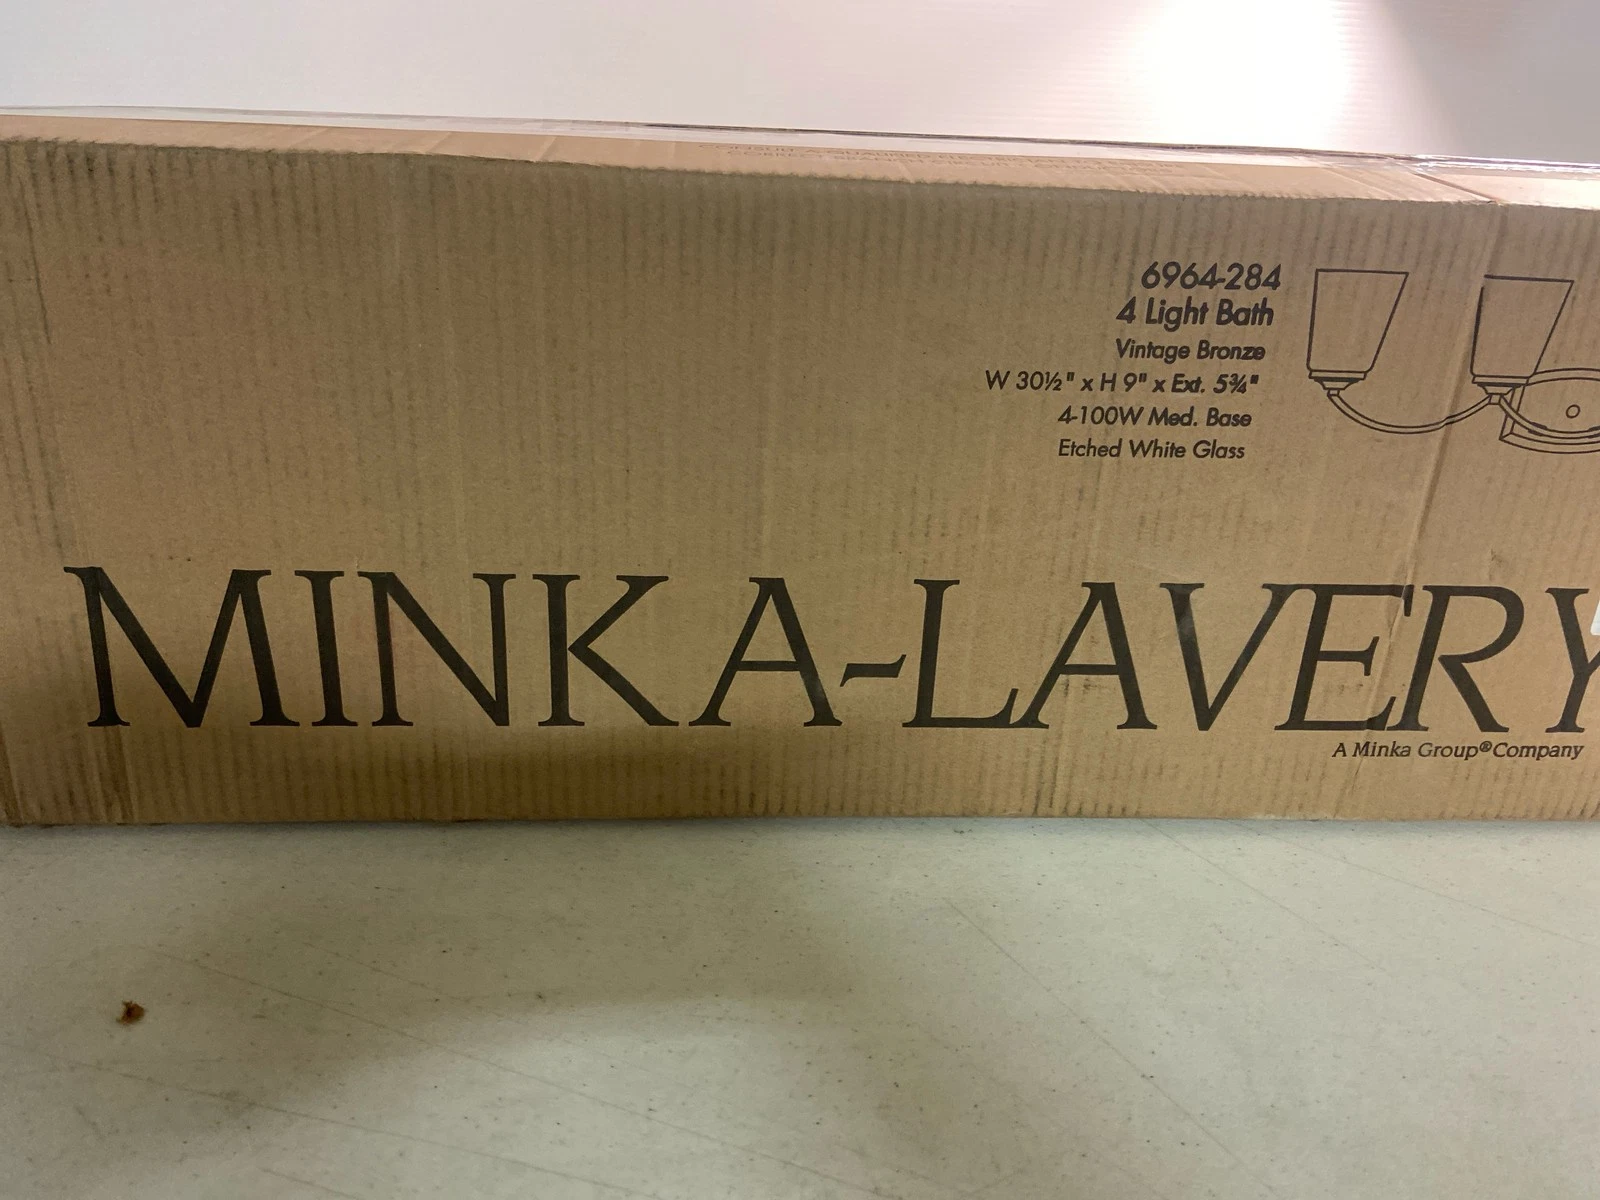 6964-284
4 Light Bath
Vintage Bronze
W 30½" x H 9" x Ext. 5¾"
4-100W Med. Base
Etched White Glass
MINKA-LAVERY
A Minka Group® Company